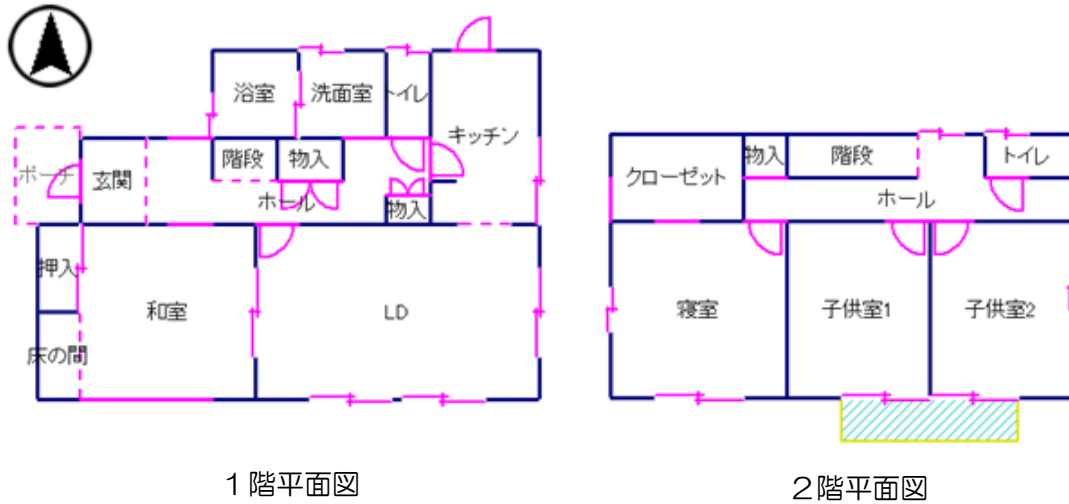 浴室
洗面室
トイレ
キッチン
ポーチ
玄関
階段
物入
ホール
物入
押入
和室
LD
床の間
1階平面図
クローゼット
物入
階段
トイレ
ホール
寝室
子供室1
子供室2
2階平面図